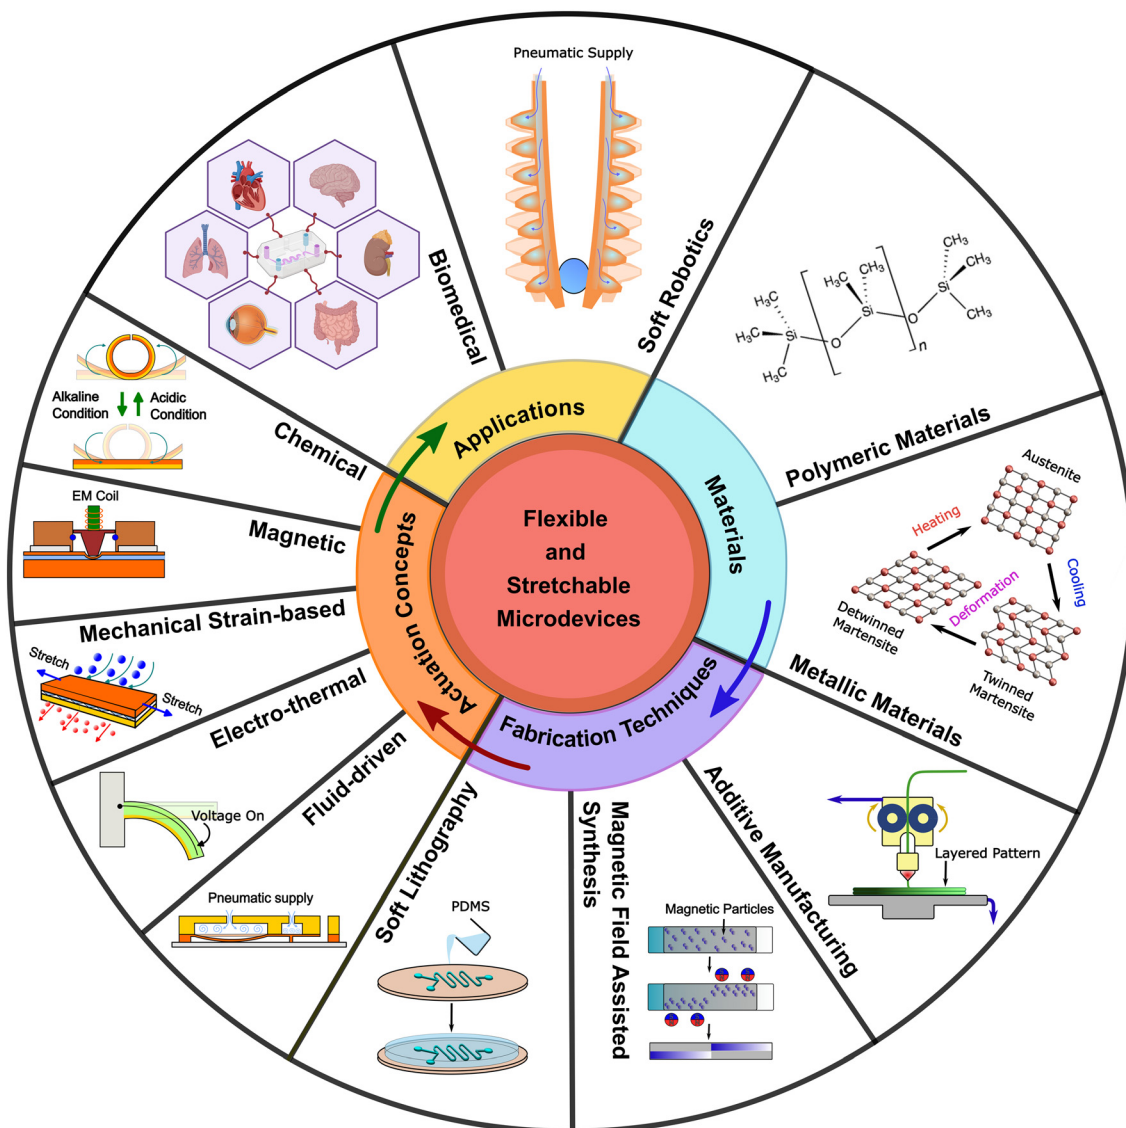 Flexible
and
Stretchable
Microdevices
Applications
Materials
Fabrication Techniques
Actuation Concepts
Pneumatic Supply
Soft Robotics
Biomedical
H₃C
CH₃
CH₃
CH₃
CH₃
H₃C
H₃C
Si
Si
Si
O
O
CH₃
n
Polymeric Materials
Austenite
Heating
Cooling
Deformation
Detwinned
Martensite
Twinned
Martensite
Metallic Materials
Layered Pattern
Additive Manufacturing
Magnetic Particles
Magnetic Field Assisted
Synthesis
PDMS
Soft Lithography
Pneumatic supply
Fluid-driven
Voltage On
Electro-thermal
Stretch
Stretch
Mechanical Strain-based
EM Coil
Magnetic
Alkaline
Condition
Acidic
Condition
Chemical